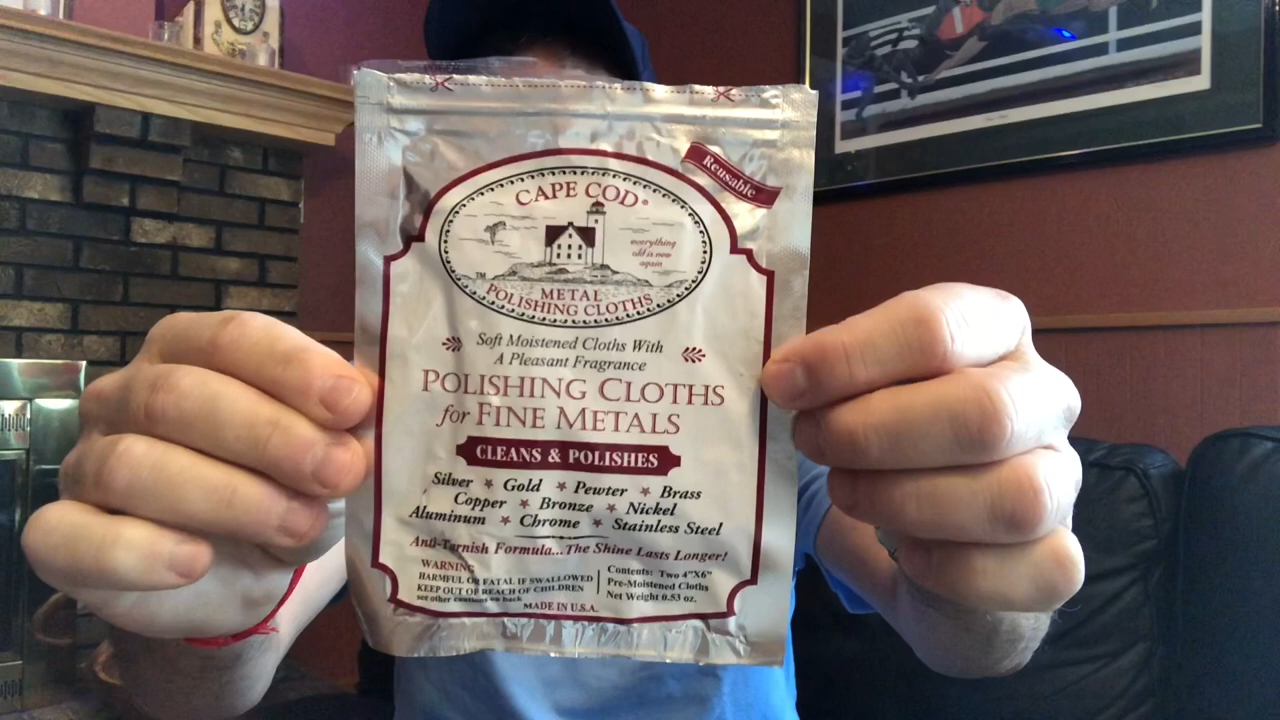 Reusable
CAPE COD®
everything
old is new
again
TM
METAL
POLISHING CLOTHS
Soft Moistened Cloths With
A Pleasant Fragrance
POLISHING CLOTHS
for FINE METALS
CLEANS & POLISHES
Silver ★ Gold ★ Pewter ★ Brass
Copper ★ Bronze ★ Nickel
Aluminum ★ Chrome ★ Stainless Steel
Anti-Tarnish Formula...The Shine Lasts Longer!
WARNING
HARMFUL OR FATAL IF SWALLOWED
KEEP OUT OF REACH OF CHILDREN
see other cautions on back
Contents: Two 4"X6"
Pre-Moistened Cloths
Net Weight 0.53 oz.
MADE IN U.S.A.